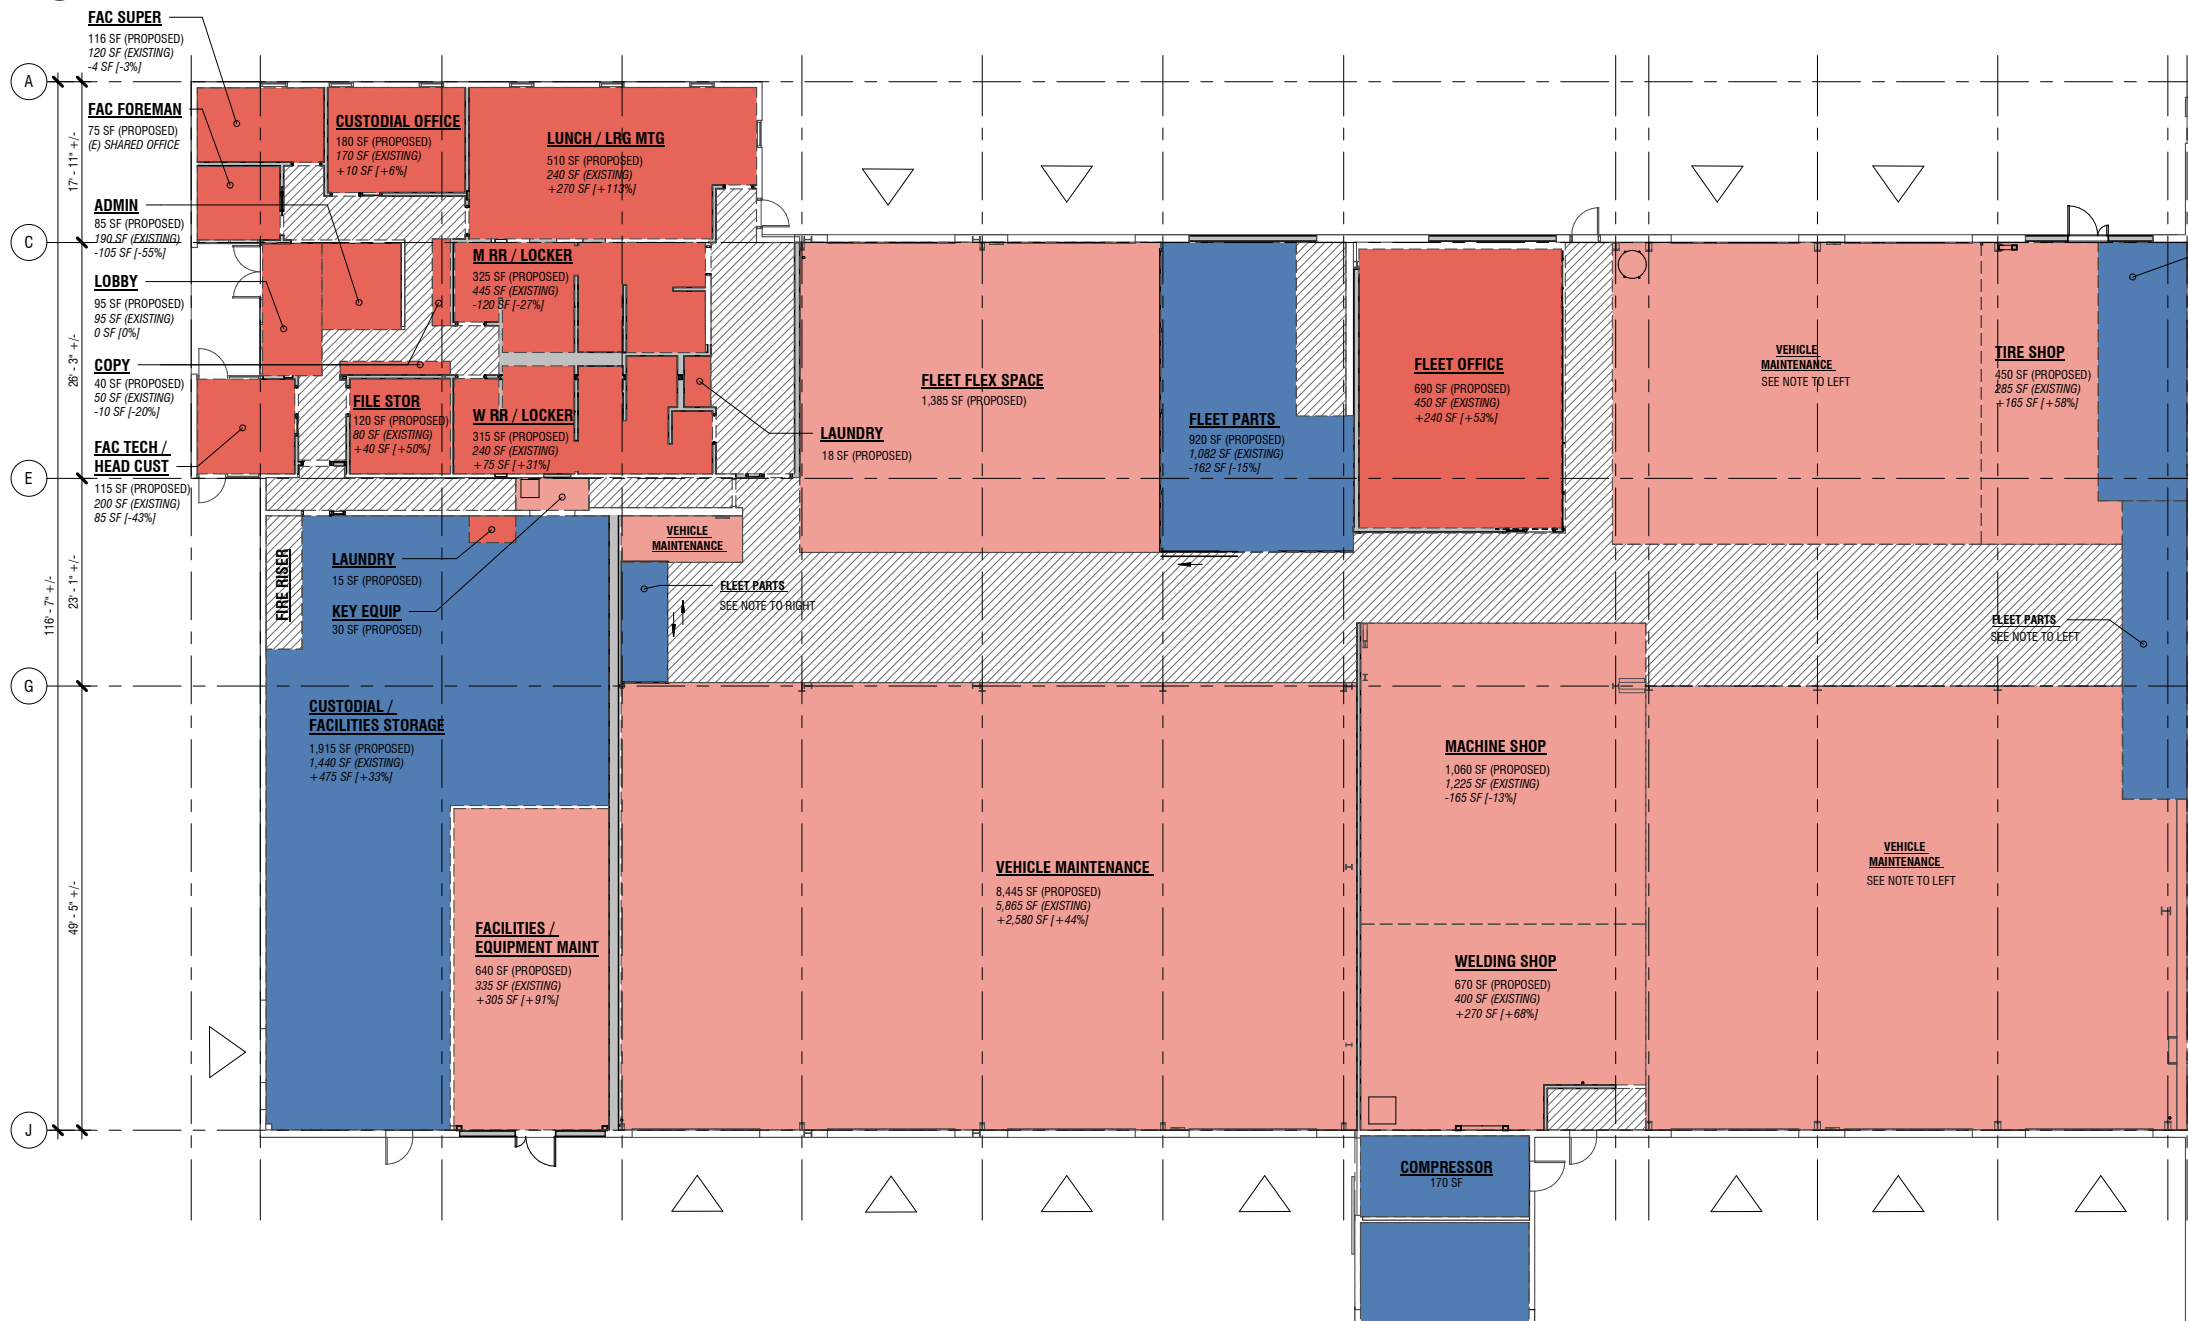 FAC SUPER
116 SF (PROPOSED)
120 SF (EXISTING)
-4 SF [-3%]
A
FAC FOREMAN
75 SF (PROPOSED)
(E) SHARED OFFICE
CUSTODIAL OFFICE
180 SF (PROPOSED)
170 SF (EXISTING)
+10 SF [+6%]
LUNCH / LRG MTG
510 SF (PROPOSED)
240 SF (EXISTING)
+270 SF [+113%]
17' - 11" +/-
ADMIN
85 SF (PROPOSED)
190 SF (EXISTING)
-105 SF [-55%]
C
LOBBY
95 SF (PROPOSED)
95 SF (EXISTING)
0 SF [0%]
M RR / LOCKER
325 SF (PROPOSED)
445 SF (EXISTING)
-120 SF [-27%]
26' - 3" +/-
COPY
40 SF (PROPOSED)
50 SF (EXISTING)
-10 SF [-20%]
FILE STOR
120 SF (PROPOSED)
80 SF (EXISTING)
+40 SF [+50%]
W RR / LOCKER
315 SF (PROPOSED)
240 SF (EXISTING)
+75 SF [+31%]
LAUNDRY
18 SF (PROPOSED)
FLEET FLEX SPACE
1,385 SF (PROPOSED)
FLEET PARTS
920 SF (PROPOSED)
1,082 SF (EXISTING)
-162 SF [-15%]
FLEET OFFICE
690 SF (PROPOSED)
450 SF (EXISTING)
+240 SF [+53%]
VEHICLE
MAINTENANCE
SEE NOTE TO LEFT
TIRE SHOP
450 SF (PROPOSED)
285 SF (EXISTING)
+165 SF [+58%]
FAC TECH /
HEAD CUST
115 SF (PROPOSED)
200 SF (EXISTING)
85 SF [-43%]
E
116' - 7" +/-
23' - 1" +/-
FIRE RISER
LAUNDRY
15 SF (PROPOSED)
KEY EQUIP
30 SF (PROPOSED)
VEHICLE
MAINTENANCE
FLEET PARTS
SEE NOTE TO RIGHT
FLEET PARTS
SEE NOTE TO LEFT
G
CUSTODIAL /
FACILITIES STORAGE
1,915 SF (PROPOSED)
1,440 SF (EXISTING)
+475 SF [+33%]
MACHINE SHOP
1,060 SF (PROPOSED)
1,225 SF (EXISTING)
-165 SF [-13%]
VEHICLE MAINTENANCE
8,445 SF (PROPOSED)
5,865 SF (EXISTING)
+2,580 SF [+44%]
VEHICLE
MAINTENANCE
SEE NOTE TO LEFT
49' - 5" +/-
FACILITIES /
EQUIPMENT MAINT
640 SF (PROPOSED)
335 SF (EXISTING)
+305 SF [+91%]
WELDING SHOP
670 SF (PROPOSED)
400 SF (EXISTING)
+270 SF [+68%]
J
COMPRESSOR
170 SF